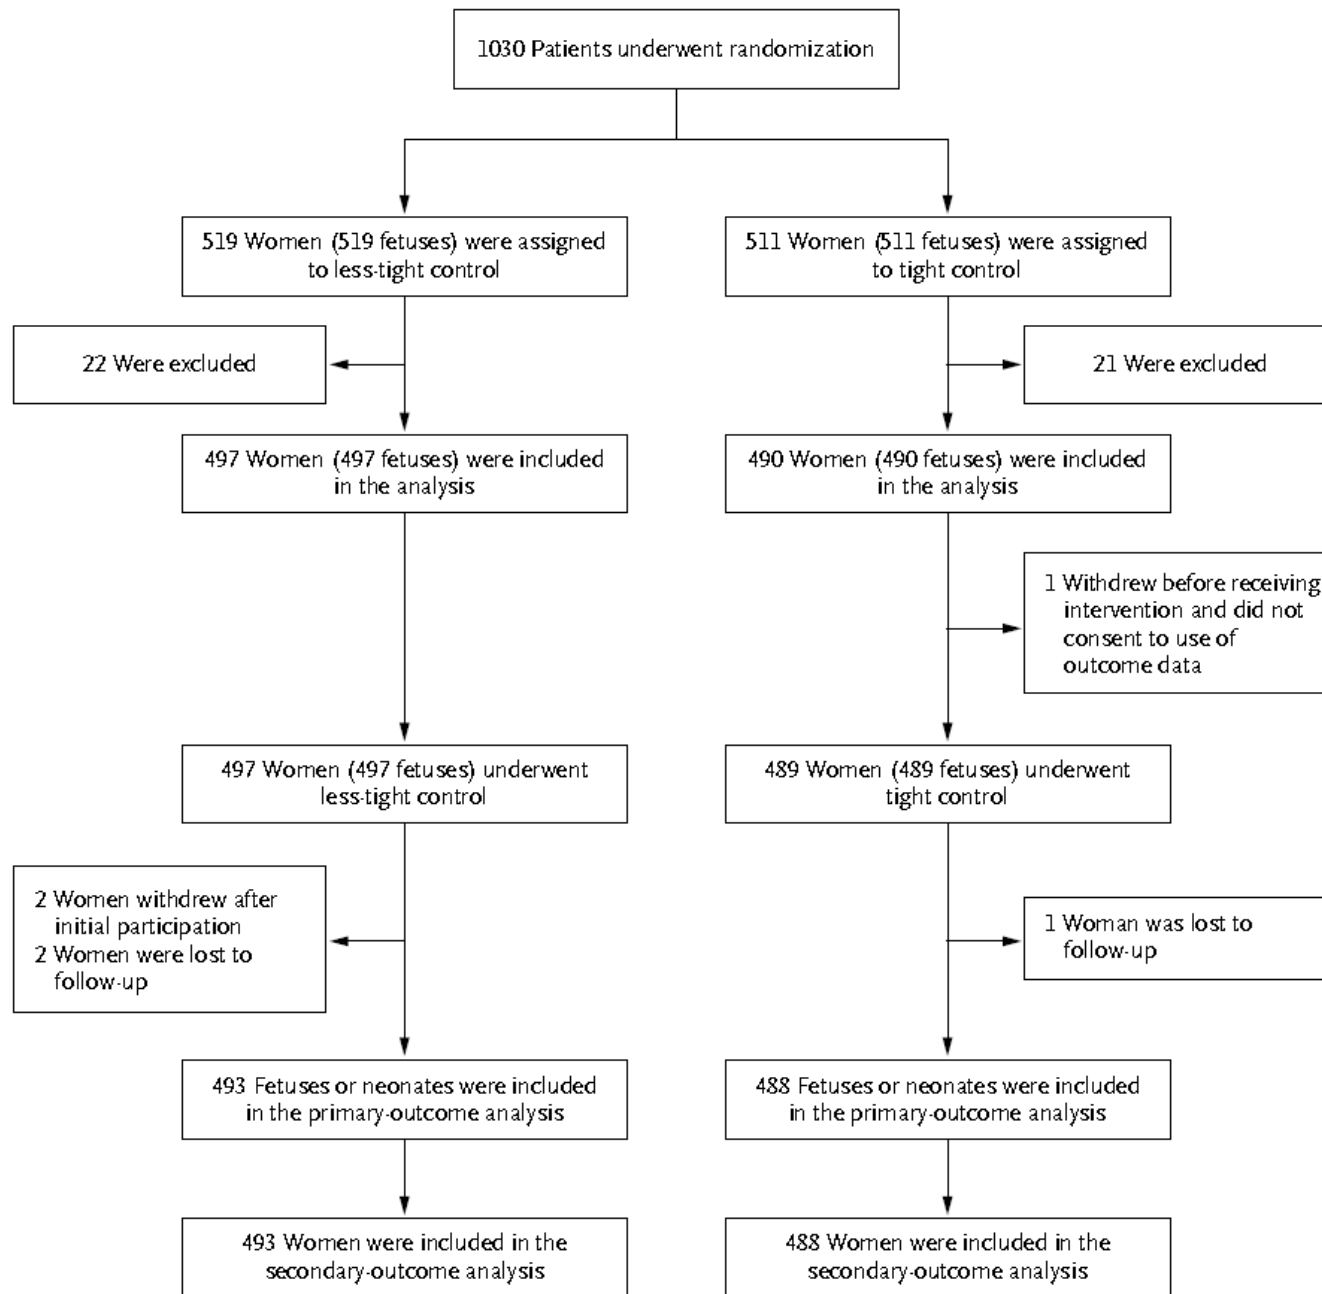 1030 Patients underwent randomization
519 Women (519 fetuses) were assigned
to less-tight control
511 Women (511 fetuses) were assigned
to tight control
22 Were excluded
21 Were excluded
497 Women (497 fetuses) were included
in the analysis
490 Women (490 fetuses) were included
in the analysis
1 Withdrew before receiving
intervention and did not
consent to use of
outcome data
497 Women (497 fetuses) underwent
less-tight control
489 Women (489 fetuses) underwent
tight control
2 Women withdrew after
initial participation
2 Women were lost to
follow-up
1 Woman was lost to
follow-up
493 Fetuses or neonates were included
in the primary-outcome analysis
488 Fetuses or neonates were included
in the primary-outcome analysis
493 Women were included in the
secondary-outcome analysis
488 Women were included in the
secondary-outcome analysis